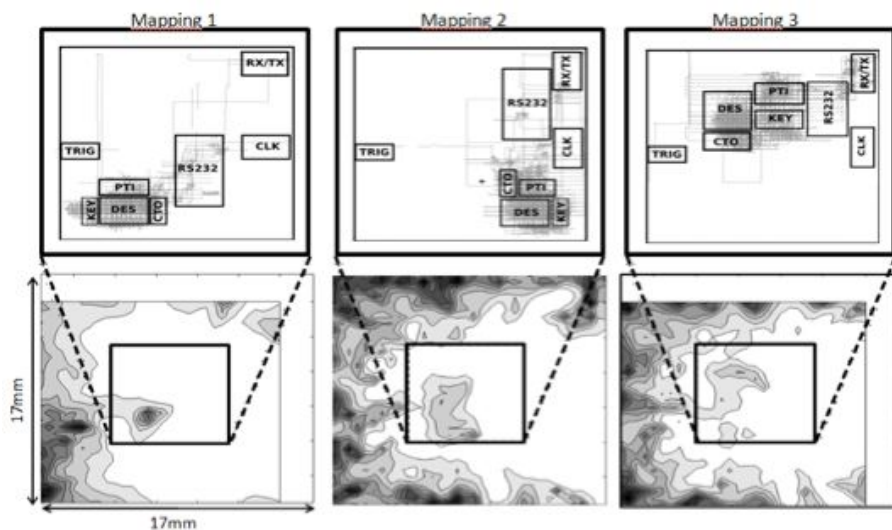 Mapping 1 Mapping 2 Mapping 3
RX/TX
TRIG
RS232
CLK
PTI
KEY
DES
CTO
RX/TX
RS232
TRIG
CLK
CTO
PTI
DES
KEY
RX/TX
PTI
DES
RS232
KEY
CTO
CLK
TRIG
17mm
17mm